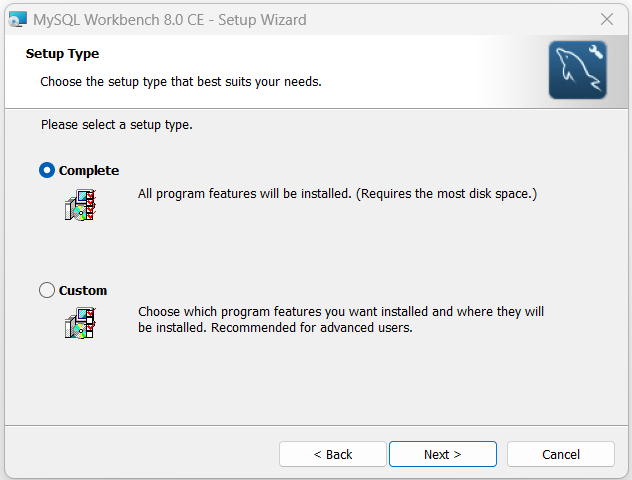 MySQL Workbench 8.0 CE - Setup Wizard
Setup Type
Choose the setup type that best suits your needs.
Please select a setup type.
Complete
All program features will be installed. (Requires the most disk space.)
Custom
Choose which program features you want installed and where they will
be installed. Recommended for advanced users.
< Back
Next >
Cancel